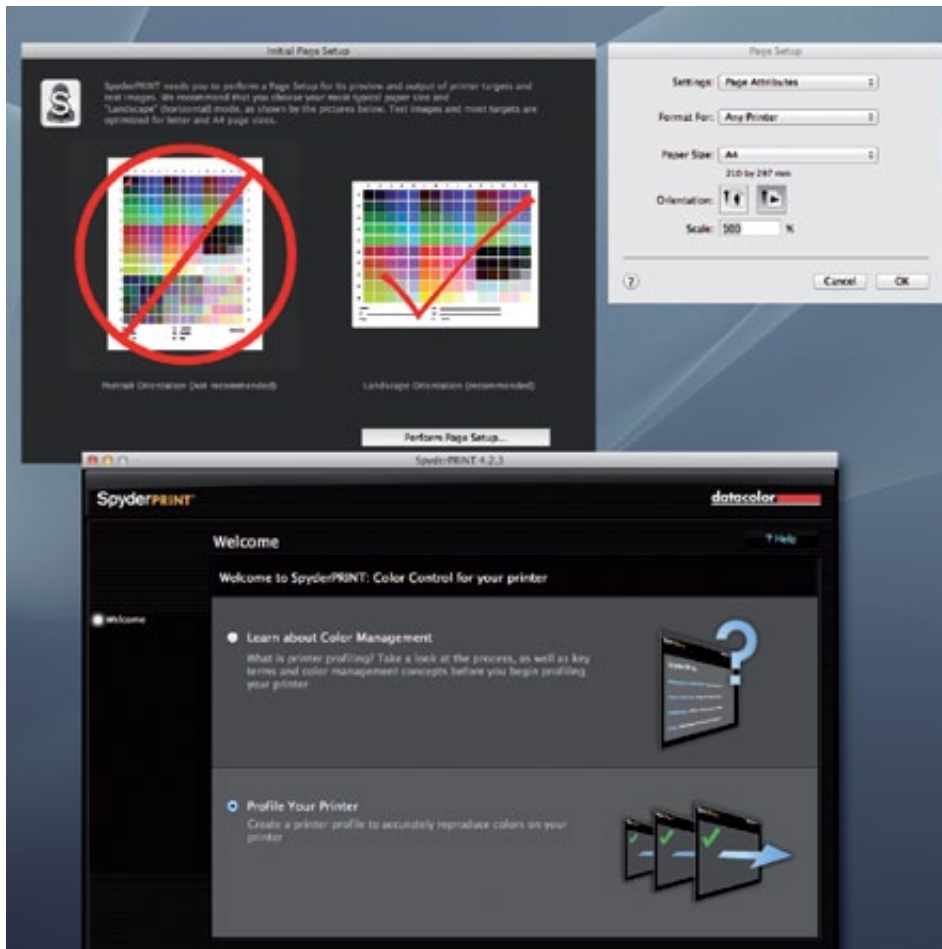 Initial Page Setup
SpyderPRINT needs you to perform a Page Setup for its preview and output of printer targets and
test images. We recommend that you choose your most typical paper size and
"Landscape" (horizontal) mode, as shown by the pictures below. Test images and most targets are
optimized for letter and A4 page sizes.
Portrait Orientation (not recommended)
Landscape Orientation (recommended)
Perform Page Setup...
Page Setup
Settings: Page Attributes
Format For: Any Printer
Paper Size: A4
210 by 297 mm
Orientation:
Scale: %
? Cancel OK
SpyderPRINT 4.2.3
SpyderPRINT datacolor
Welcome ? Help
Welcome to SpyderPRINT: Color Control for your printer
Welcome
Learn about Color Management
What is printer profiling? Take a look at the process, as well as key
terms and color management concepts before you begin profiling
your printer
Profile Your Printer
Create a printer profile to accurately reproduce colors on your
printer